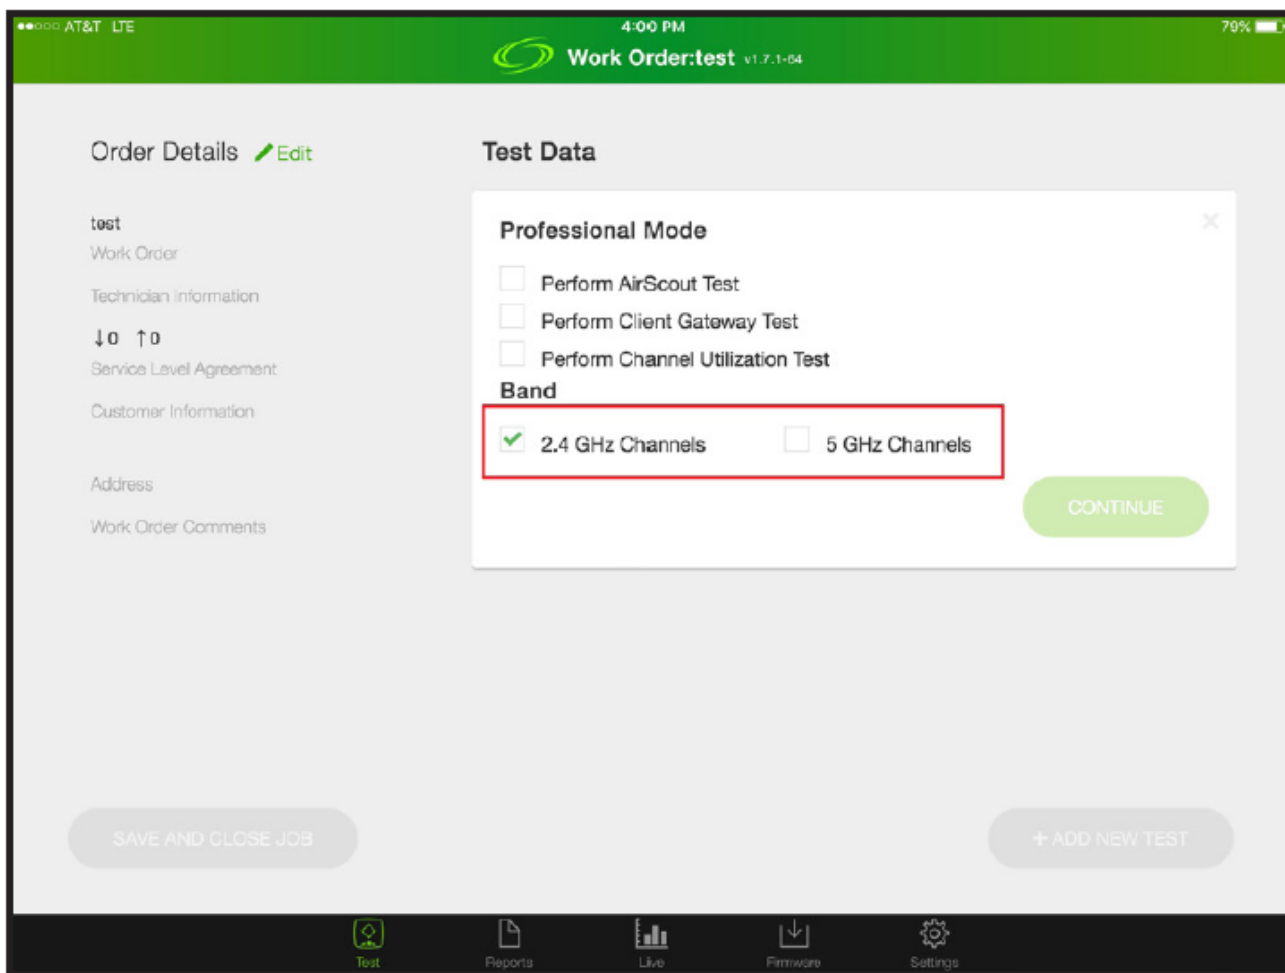 AT&T LTE 4:00 PM 79%
Work Order:test v1.7.1-64
Order Details Edit
test
Work Order
Technician Information
↓0 ↑0
Service Level Agreement
Customer Information
Address
Work Order Comments
Test Data
Professional Mode
×
Perform AirScout Test
Perform Client Gateway Test
Perform Channel Utilization Test
Band
2.4 GHz Channels 5 GHz Channels
CONTINUE
SAVE AND CLOSE JOB
+ ADD NEW TEST
Test Reports Live Firmware Settings